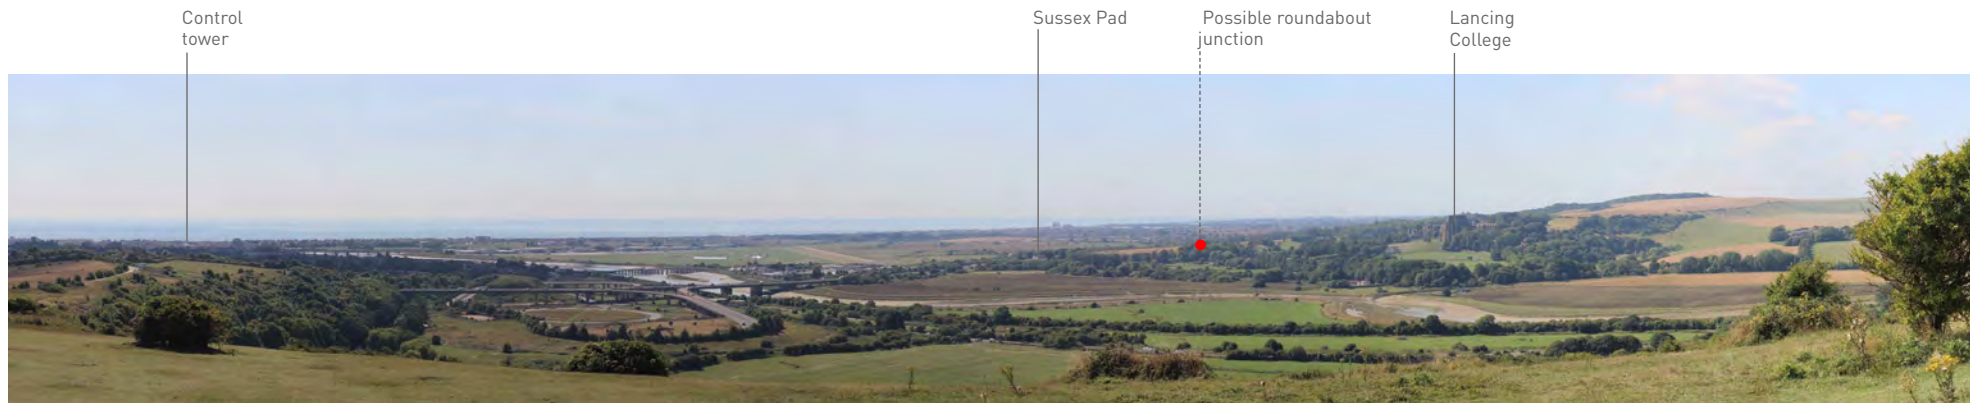 Control
tower
Sussex Pad
Possible roundabout
junction
Lancing
College